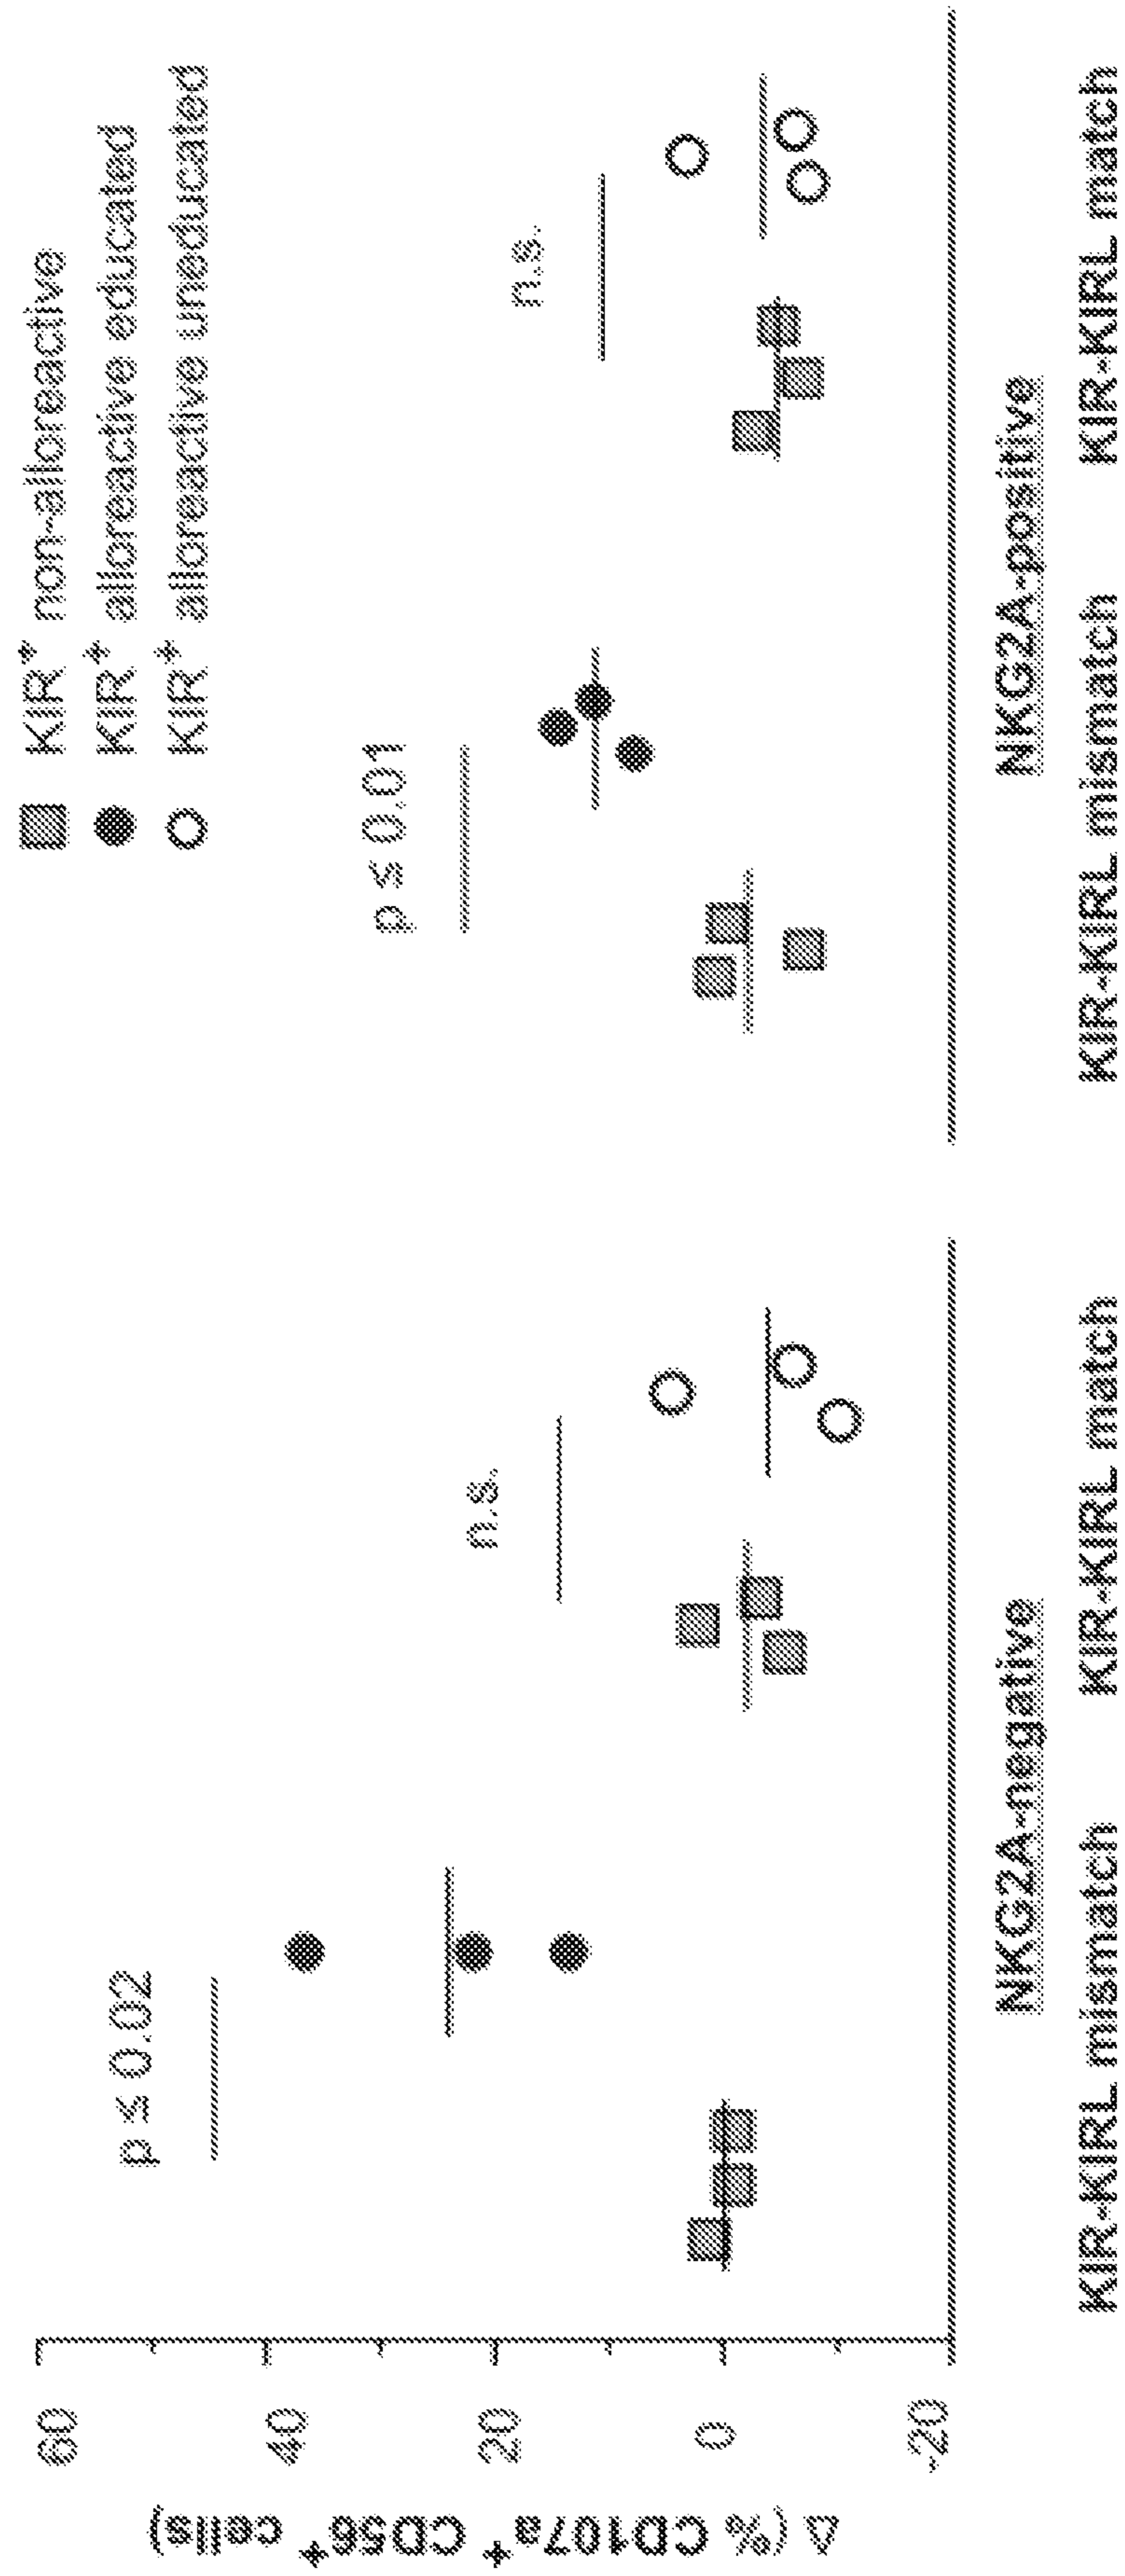 KIR⁺ non-alloreactive
KIR⁺ alloreactive educated
KIR⁺ alloreactive uneducated
Δ (% CD107a⁺ CD56⁺ cells)
60
40
20
0
-20
p ≤ 0.02
n.s.
p ≤ 0.01
n.s.
NKG2A-negative
NKG2A-positive
KIR-KIRL mismatch
KIR-KIRL match
KIR-KIRL mismatch
KIR-KIRL match